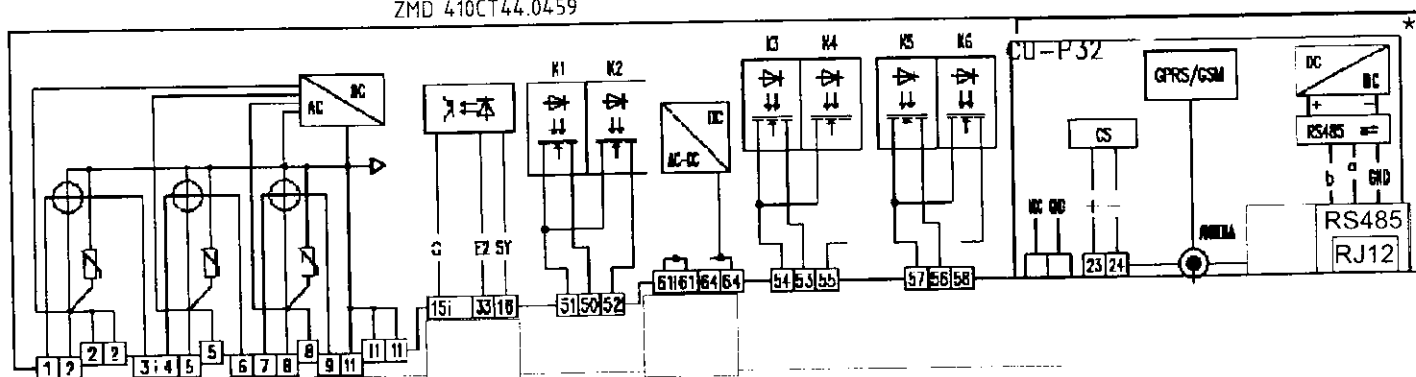 ZMD 410CT44.0459
*
K1 K2 K3 K4 K5 K6
CU-P32
AC
DC
AC-DC
GPRS/GSM
CS
DC
+ −
RS485
b a GND
G E2 SY
GND
RS485
RJ12
1 2 2 2 3 4 5 5 6 7 8 8 9 11 11 11
15i 33 16
51 50 52
61 61 64 64
54 53 55
57 56 58
23 24